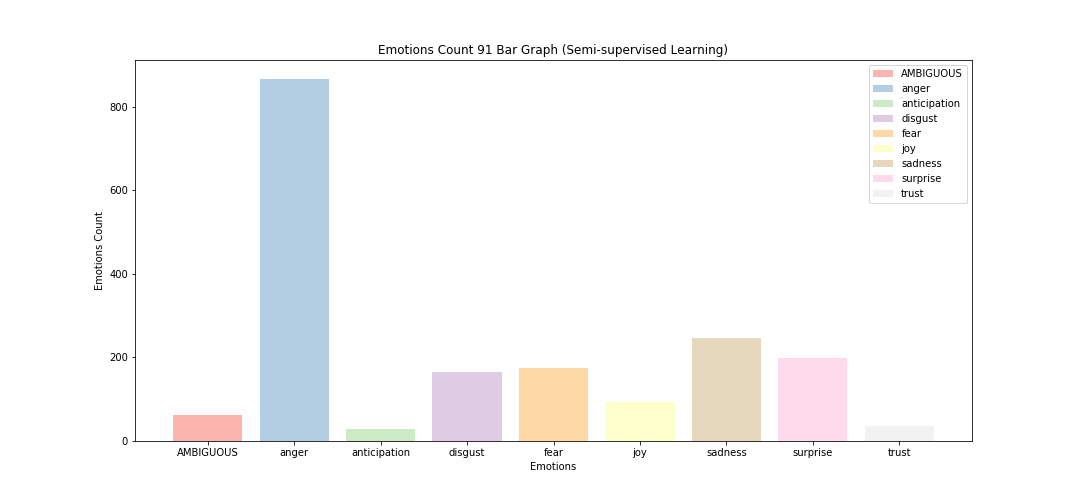 Emotions Count 91 Bar Graph (Semi-supervised Learning)
AMBIGUOUS
anger
anticipation
disgust
fear
joy
sadness
surprise
trust
Emotions Count
800
600
400
200
0
AMBIGUOUS anger anticipation disgust fear joy sadness surprise trust
Emotions